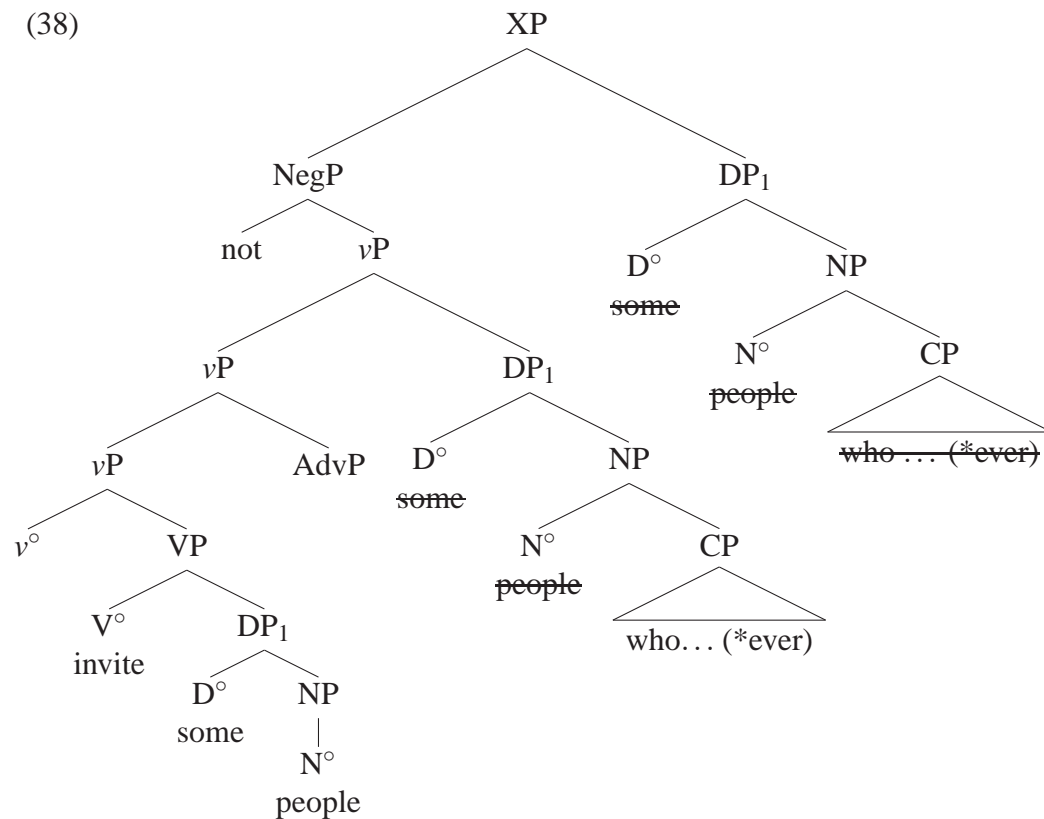 (38) XP
NegP DP1
not vP D° NP
some
vP DP1 N° CP
people
vP AdvP D° NP who … (*ever)
some
v° VP N° CP
people
V° DP1 who… (*ever)
invite
D° NP
some
N°
people